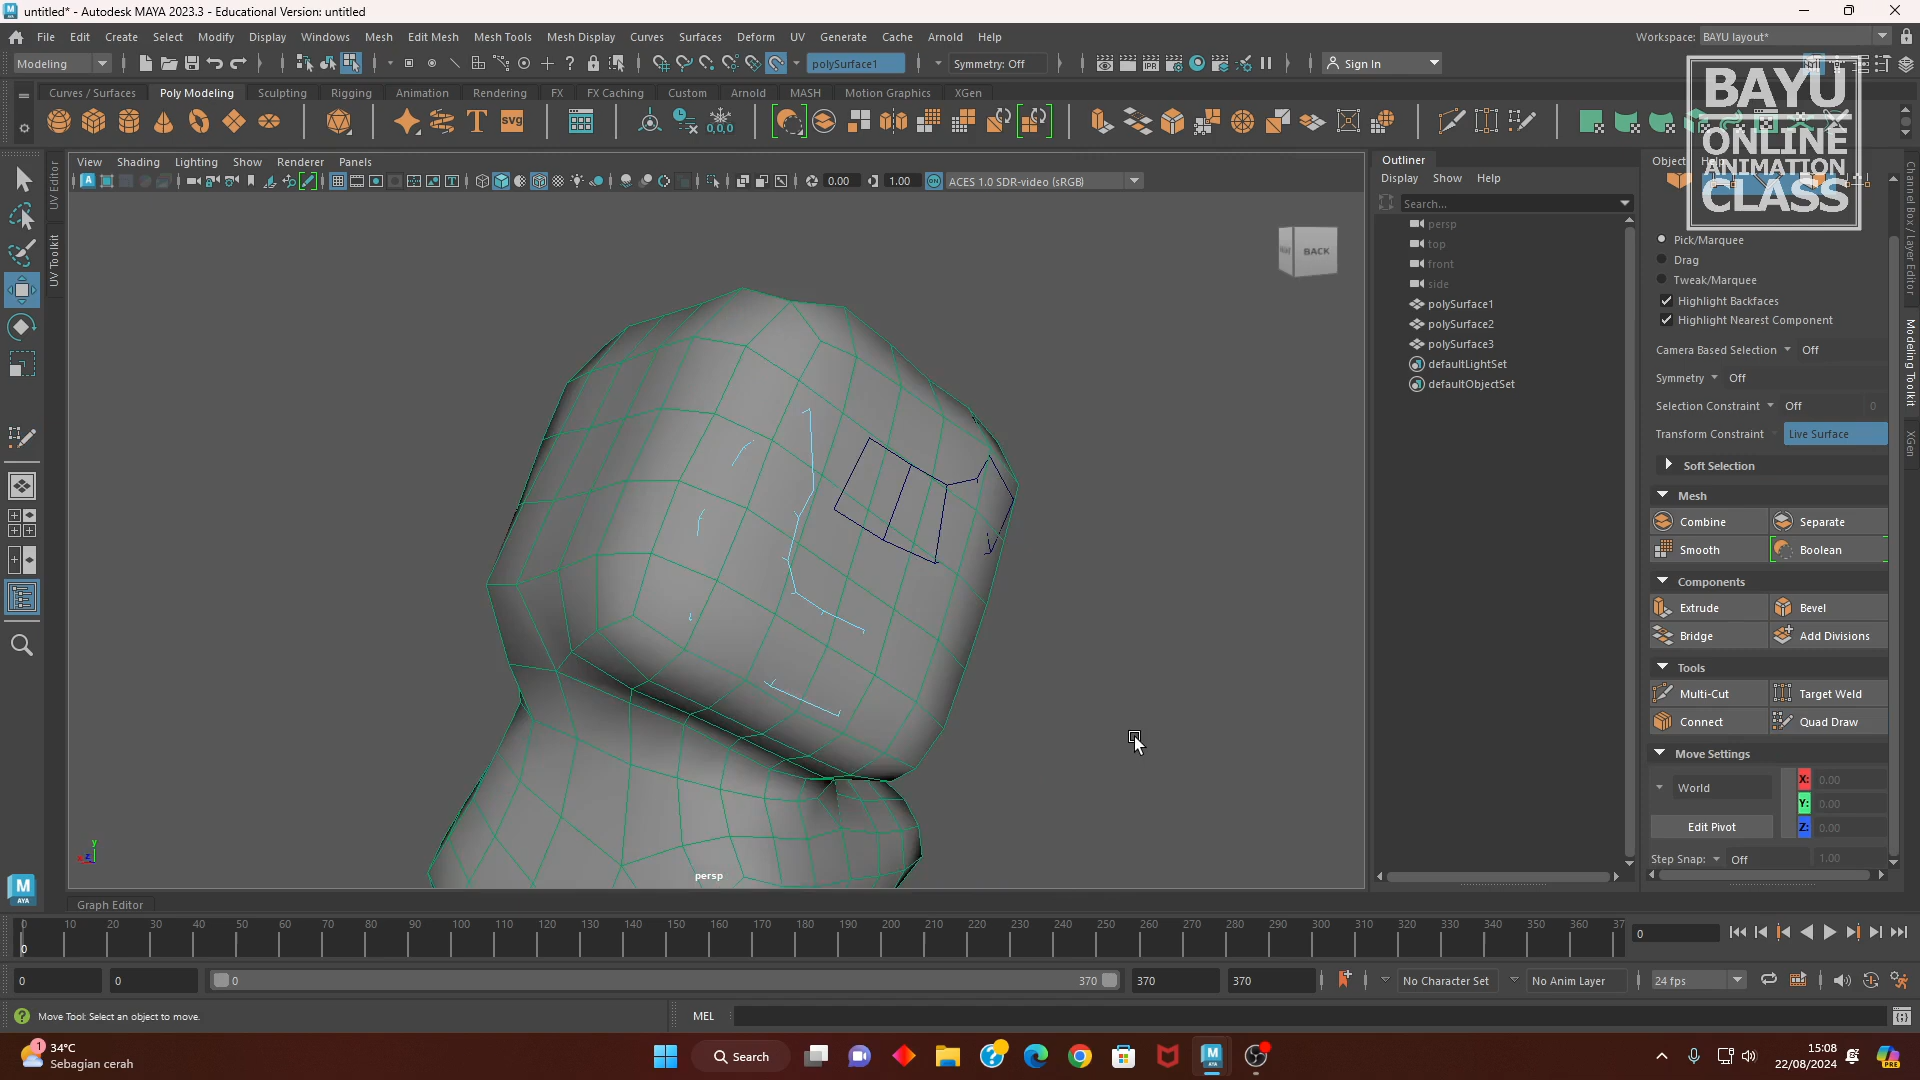 untitled* - Autodesk MAYA 2023.3 - Educational Version: untitled
File Edit Create Select Modify Display Windows Mesh Edit Mesh Mesh Tools Mesh Display Curves Surfaces Deform UV Generate Cache Arnold Help
Workspace: BAYU layout*
Modeling
polySurface1
Symmetry: Off
Sign In
Curves / Surfaces Poly Modeling Sculpting Rigging Animation Rendering FX FX Caching Custom Arnold MASH Motion Graphics XGen
BAYU
ONLINE
ANIMATION
CLASS
View Shading Lighting Show Renderer Panels
0.00 1.00 ACES 1.0 SDR-video (sRGB)
UV Editor
UV Toolkit
BACK
persp
Outliner
Display Show Help
Search...
persp
top
front
side
polySurface1
polySurface2
polySurface3
defaultLightSet
defaultObjectSet
Object Help
Pick/Marquee
Drag
Tweak/Marquee
Highlight Backfaces
Highlight Nearest Component
Camera Based Selection Off
Symmetry Off
Selection Constraint Off 0
Transform Constraint Live Surface
Soft Selection
Mesh
Combine Separate
Smooth Boolean
Components
Extrude Bevel
Bridge Add Divisions
Tools
Multi-Cut Target Weld
Connect Quad Draw
Move Settings
World
X: 0.00
Y: 0.00
Z: 0.00
Edit Pivot
Step Snap: Off 1.00
Channel Box / Layer Editor
Modeling Toolkit
XGen
Graph Editor
0 10 20 30 40 50 60 70 80 90 100 110 120 130 140 150 160 170 180 190 200 210 220 230 240 250 260 270 280 290 300 310 320 330 340 350 360 37
0
0
0 0 0 370 370 370 No Character Set No Anim Layer 24 fps
Move Tool: Select an object to move.
MEL
34°C
Sebagian cerah
Search
15:08
22/08/2024